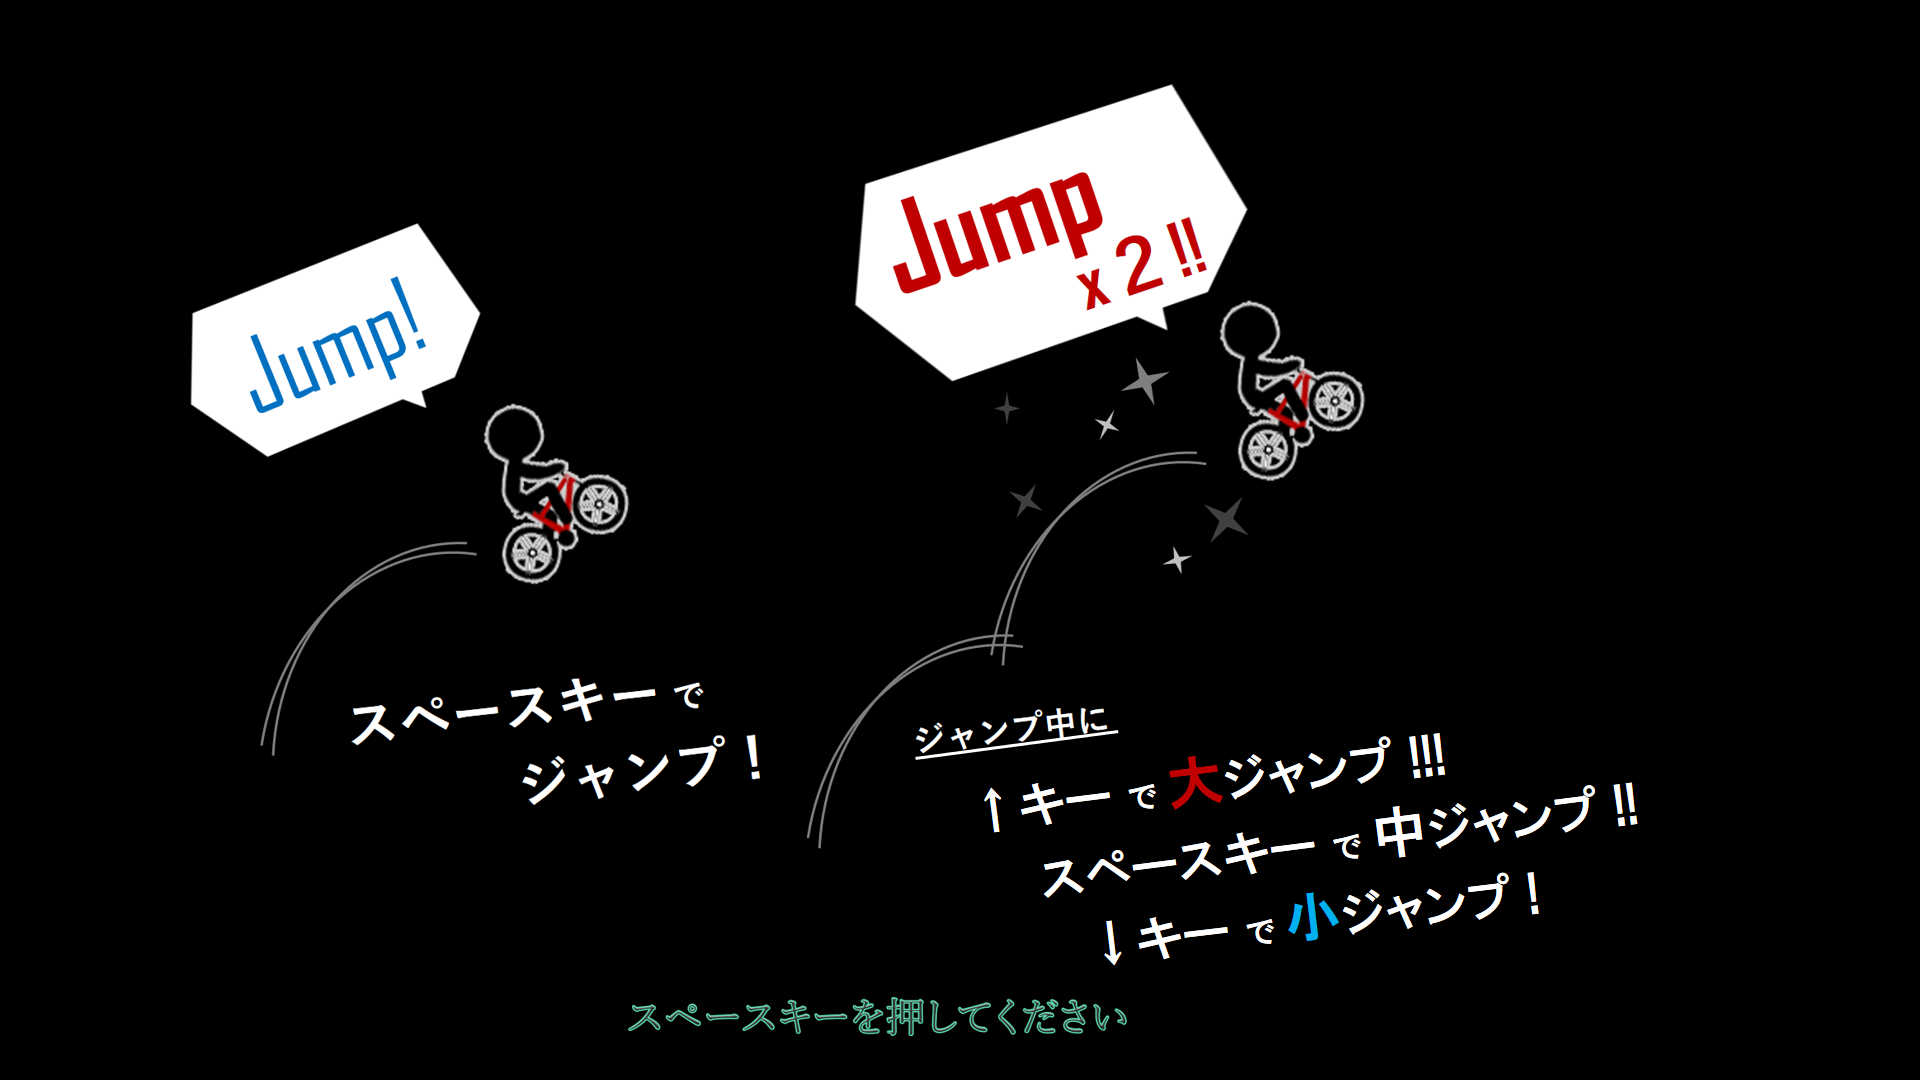 Jump!
スペースキーで
ジャンプ！
Jump
x2!!
ジャンプ中に
↑キーで大ジャンプ!!!
スペースキーで中ジャンプ!!
↓キーで小ジャンプ！
スペースキーを押してください